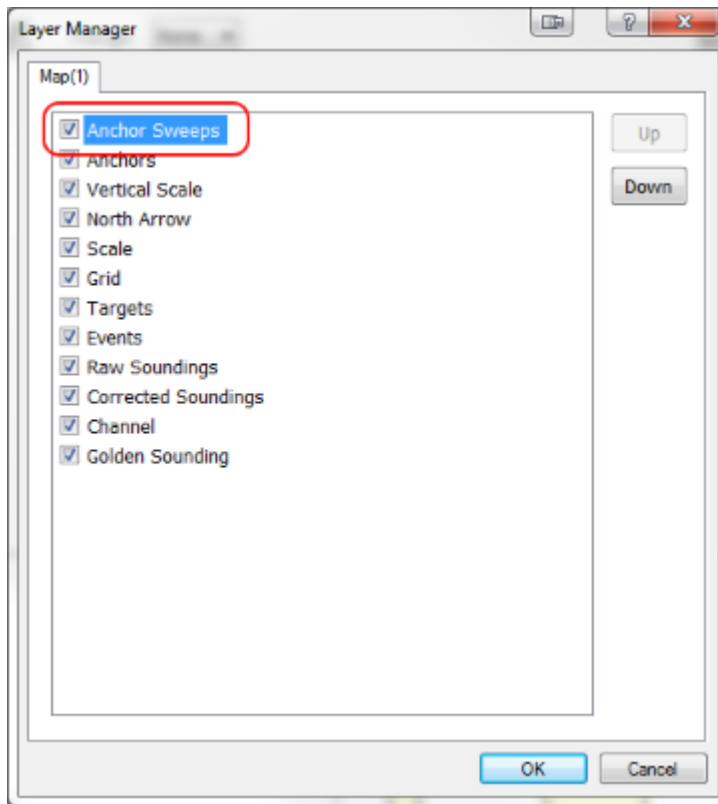 Layer Manager
Map(1)
Anchor Sweeps
Anchors
Vertical Scale
North Arrow
Scale
Grid
Targets
Events
Raw Soundings
Corrected Soundings
Channel
Golden Sounding
Up
Down
OK
Cancel